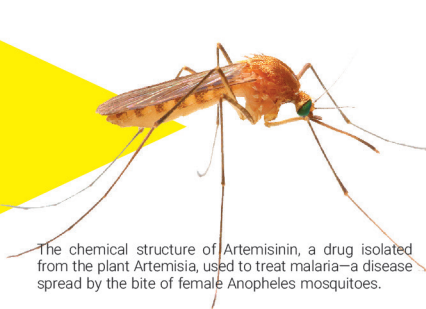 The chemical structure of Artemisinin, a drug isolated
from the plant Artemisia, used to treat malaria—a disease
spread by the bite of female Anopheles mosquitoes.